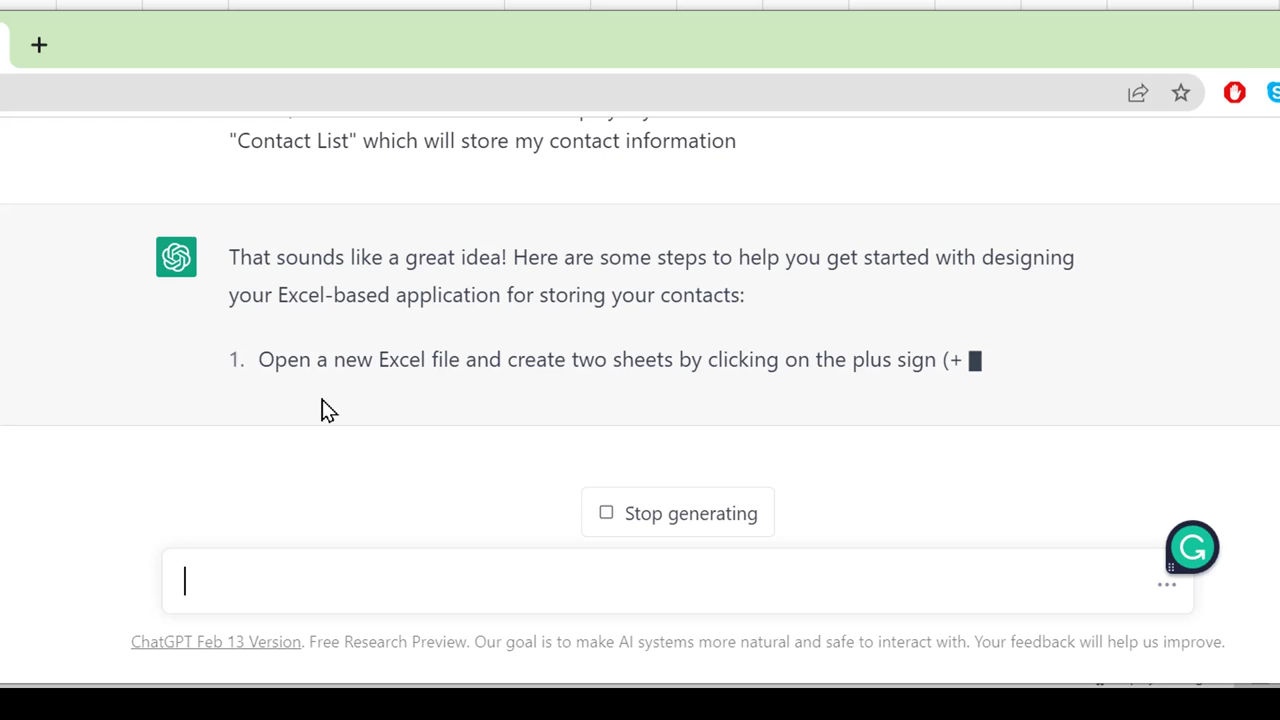 "Contact List" which will store my contact information
That sounds like a great idea! Here are some steps to help you get started with designing
your Excel-based application for storing your contacts:
1. Open a new Excel file and create two sheets by clicking on the plus sign (+
Stop generating
ChatGPT Feb 13 Version. Free Research Preview. Our goal is to make AI systems more natural and safe to interact with. Your feedback will help us improve.